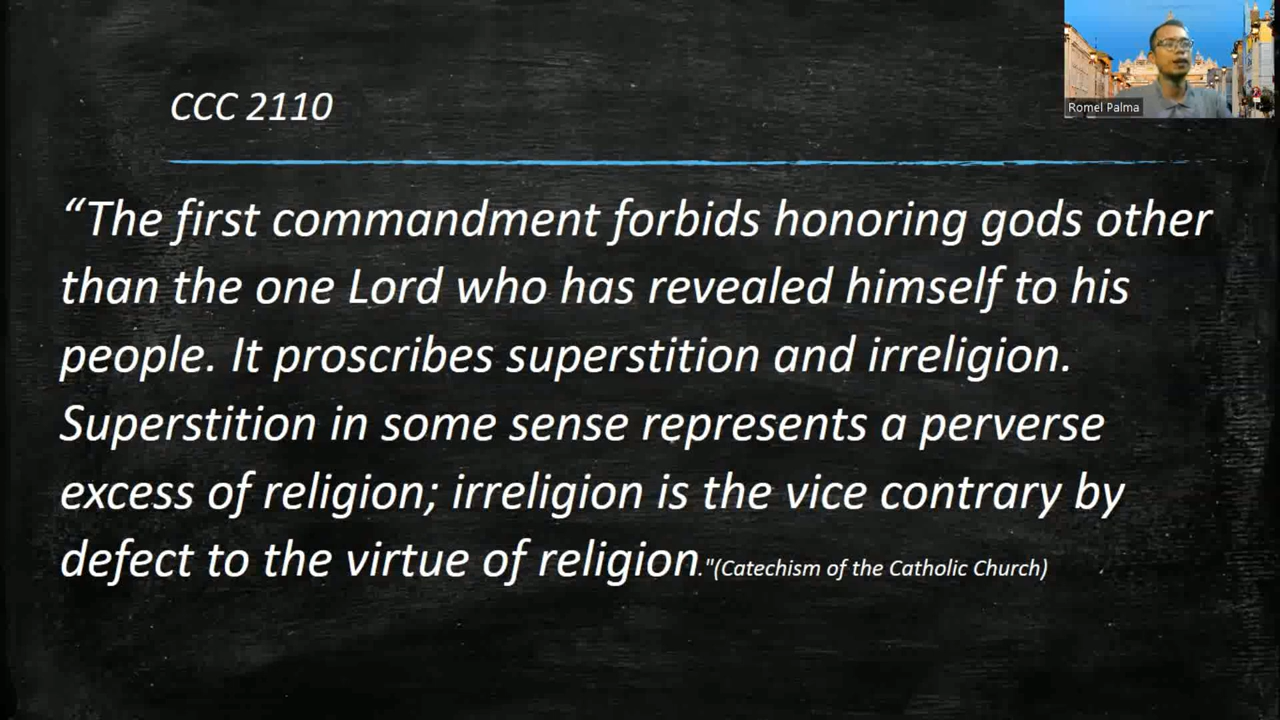 CCC 2110
Romel Palma
“The first commandment forbids honoring gods other
than the one Lord who has revealed himself to his
people. It proscribes superstition and irreligion.
Superstition in some sense represents a perverse
excess of religion; irreligion is the vice contrary by
defect to the virtue of religion."(Catechism of the Catholic Church)